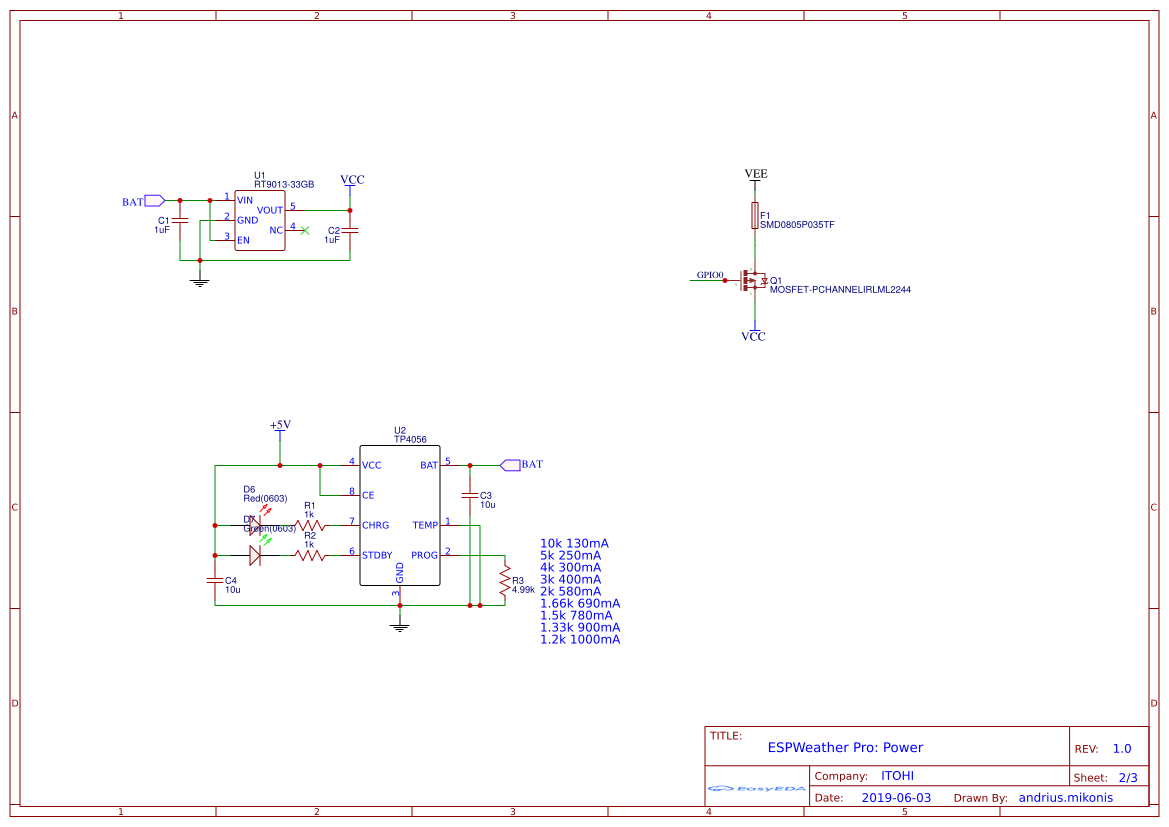 1 2 3 4 5
A A
B B
C C
D D
U1
RT9013-33GB
VCC
BAT
1 VIN
2 GND
3 EN
VOUT 5
NC 4
C1
1uF
C2
1uF
VEE
F1
SMD0805P035TF
GPIO0
Q1
MOSFET-PCHANNELIRLML2244
VCC
+5V
U2
TP4056
4 VCC
8 CE
7 CHRG
6 STDBY
BAT 5
TEMP 1
PROG 2
GND
3
BAT
D6
Red(0603)
D7
Green(0603)
R1
1k
R2
1k
C3
10u
C4
10u
R3
4.99k
10k 130mA
5k 250mA
4k 300mA
3k 400mA
2k 580mA
1.66k 690mA
1.5k 780mA
1.33k 900mA
1.2k 1000mA
TITLE:
ESPWeather Pro: Power
REV: 1.0
EasyEDA
Company: ITOHI
Sheet: 2/3
Date: 2019-06-03 Drawn By: andrius.mikonis
1 2 3 4 5